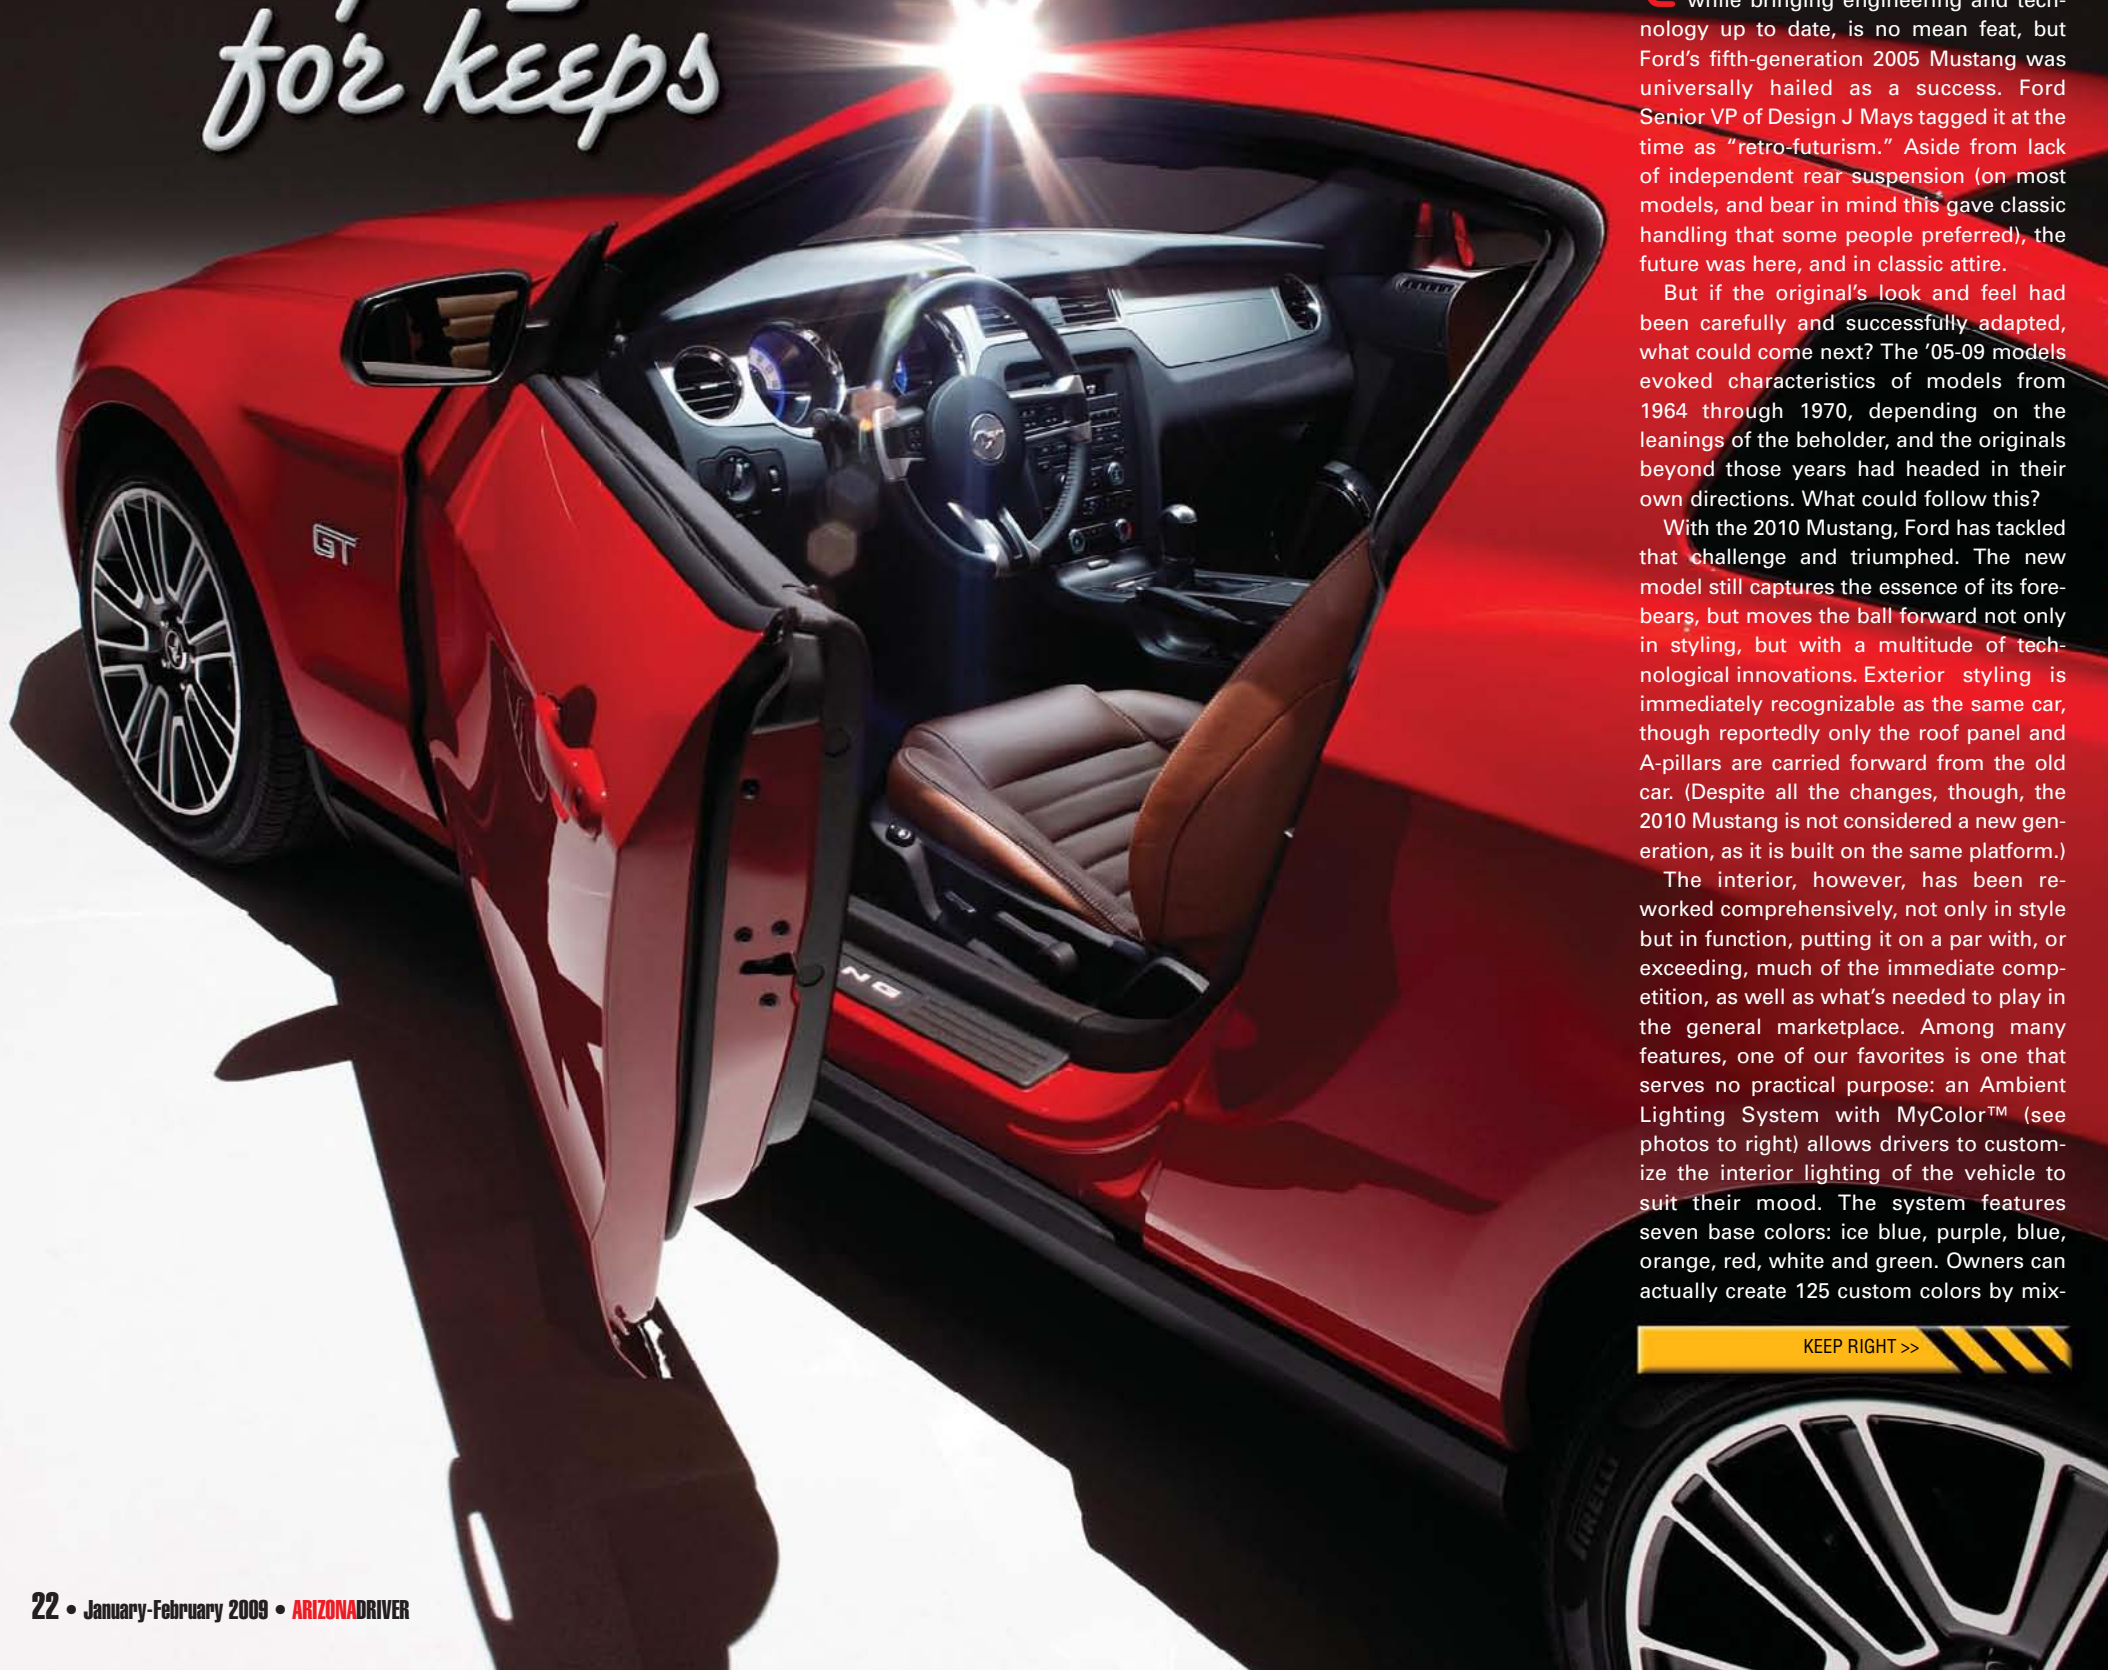 for keeps
while bringing engineering and tech-
nology up to date, is no mean feat, but
Ford's fifth-generation 2005 Mustang was
universally hailed as a success. Ford
Senior VP of Design J Mays tagged it at the
time as “retro-futurism.” Aside from lack
of independent rear suspension (on most
models, and bear in mind this gave classic
handling that some people preferred), the
future was here, and in classic attire.
But if the original's look and feel had
been carefully and successfully adapted,
what could come next? The ’05-09 models
evoked characteristics of models from
1964 through 1970, depending on the
leanings of the beholder, and the originals
beyond those years had headed in their
own directions. What could follow this?
With the 2010 Mustang, Ford has tackled
that challenge and triumphed. The new
model still captures the essence of its fore-
bears, but moves the ball forward not only
in styling, but with a multitude of tech-
nological innovations. Exterior styling is
immediately recognizable as the same car,
though reportedly only the roof panel and
A-pillars are carried forward from the old
car. (Despite all the changes, though, the
2010 Mustang is not considered a new gen-
eration, as it is built on the same platform.)
The interior, however, has been re-
worked comprehensively, not only in style
but in function, putting it on a par with, or
exceeding, much of the immediate comp-
etition, as well as what's needed to play in
the general marketplace. Among many
features, one of our favorites is one that
serves no practical purpose: an Ambient
Lighting System with MyColor™ (see
photos to right) allows drivers to custom-
ize the interior lighting of the vehicle to
suit their mood. The system features
seven base colors: ice blue, purple, blue,
orange, red, white and green. Owners can
actually create 125 custom colors by mix-
KEEP RIGHT >>
GT
NG
PIRELLI
22 • January-February 2009 • ARIZONADRIVER